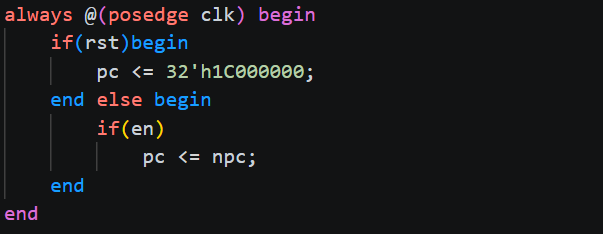 always @(posedge clk) begin
    if(rst)begin
        pc <= 32'h1C000000;
    end else begin
        if(en)
            pc <= npc;
    end
end